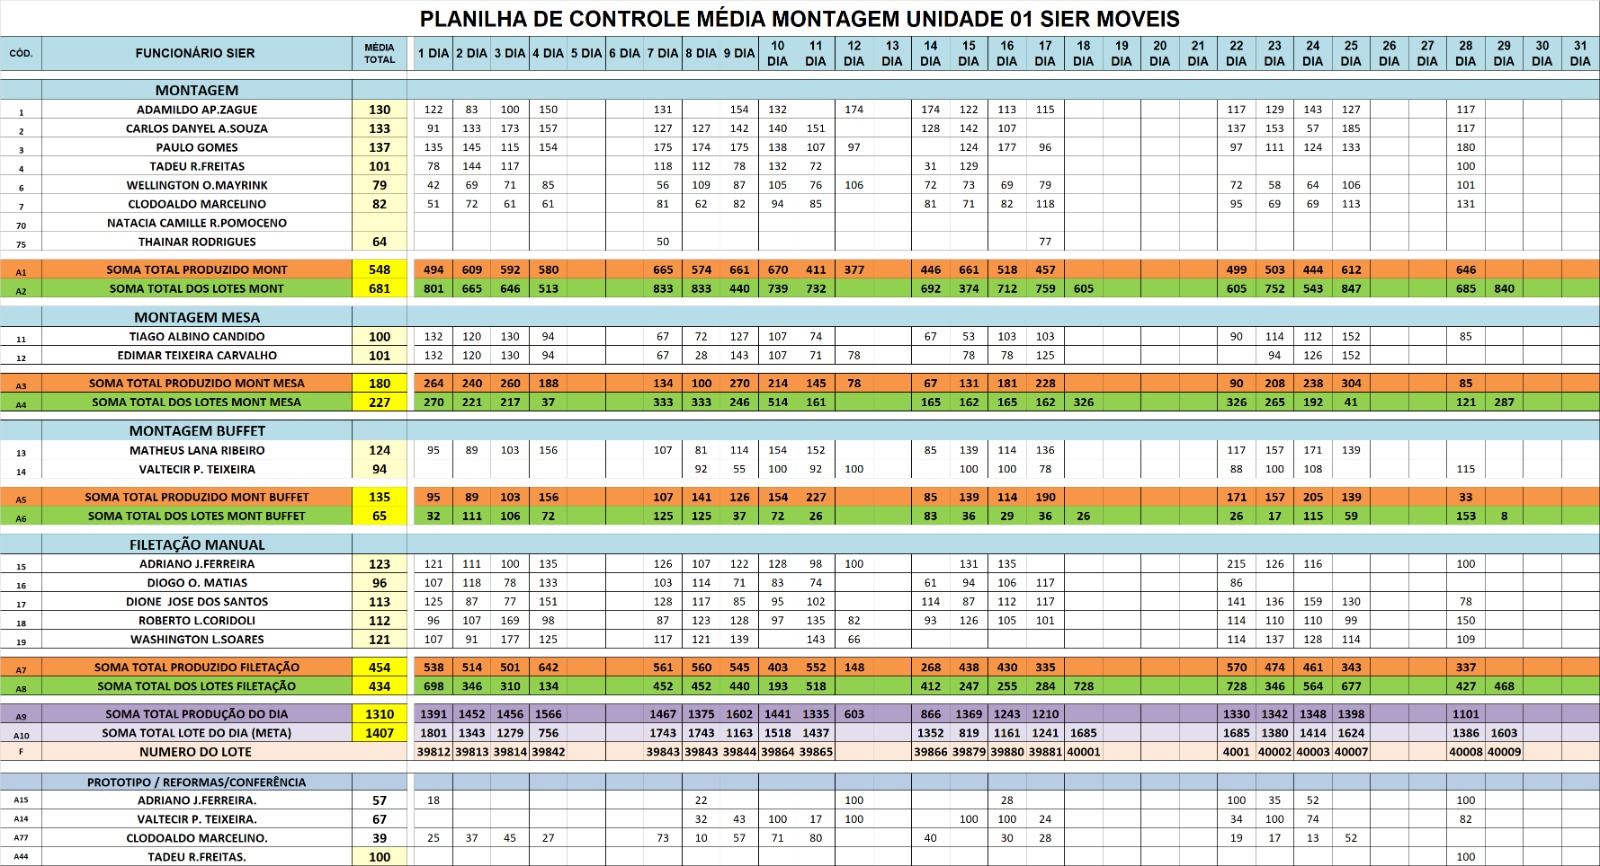 PLANILHA DE CONTROLE MÉDIA MONTAGEM UNIDADE 01 SIER MOVEIS
CÓD. FUNCIONÁRIO SIER MÉDIA TOTAL 1 DIA 2 DIA 3 DIA 4 DIA 5 DIA 6 DIA 7 DIA 8 DIA 9 DIA 10 DIA 11 DIA 12 DIA 13 DIA 14 DIA 15 DIA 16 DIA 17 DIA 18 DIA 19 DIA 20 DIA 21 DIA 22 DIA 23 DIA 24 DIA 25 DIA 26 DIA 27 DIA 28 DIA 29 DIA 30 DIA 31 DIA
MONTAGEM
1 ADAMILDO AP.ZAGUE 130 122 83 100 150 131 154 132 174 174 122 113 115 117 129 143 127 117
2 CARLOS DANYEL A.SOUZA 133 91 133 173 157 127 127 142 140 151 128 142 107 137 153 57 185 117
3 PAULO GOMES 137 135 145 115 154 175 174 175 138 107 97 124 177 96 97 111 124 133 180
4 TADEU R.FREITAS 101 78 144 117 118 112 78 132 72 31 129 100
6 WELLINGTON O.MAYRINK 79 42 69 71 85 56 109 87 105 76 106 72 73 69 79 72 58 64 106 101
7 CLODOALDO MARCELINO 82 51 72 61 61 81 62 82 94 85 81 71 82 118 95 69 69 113 131
70 NATACIA CAMILLE R.POMOCENO
75 THAINAR RODRIGUES 64 50 77
A1 SOMA TOTAL PRODUZIDO MONT 548 494 609 592 580 665 574 661 670 411 377 446 661 518 457 499 503 444 612 646
A2 SOMA TOTAL DOS LOTES MONT 681 801 665 646 513 833 833 440 739 732 692 374 712 759 605 605 752 543 847 685 840
MONTAGEM MESA
11 TIAGO ALBINO CANDIDO 100 132 120 130 94 67 72 127 107 74 67 53 103 103 90 114 112 152 85
12 EDIMAR TEIXEIRA CARVALHO 101 132 120 130 94 67 28 143 107 71 78 78 78 125 94 126 152
A3 SOMA TOTAL PRODUZIDO MONT MESA 180 264 240 260 188 134 100 270 214 145 78 67 131 181 228 90 208 238 304 85
A4 SOMA TOTAL DOS LOTES MONT MESA 227 270 221 217 37 333 333 246 514 161 165 162 165 162 326 326 265 192 41 121 287
MONTAGEM BUFFET
13 MATHEUS LANA RIBEIRO 124 95 89 103 156 107 81 114 154 152 85 139 114 136 117 157 171 139
14 VALTECIR P. TEIXEIRA 94 92 55 100 92 100 100 100 78 88 100 108 115
A5 SOMA TOTAL PRODUZIDO MONT BUFFET 135 95 89 103 156 107 141 126 154 227 85 139 114 190 171 157 205 139 33
A6 SOMA TOTAL DOS LOTES MONT BUFFET 65 32 111 106 72 125 125 37 72 26 83 36 29 36 26 26 17 115 59 153 8
FILETAÇÃO MANUAL
15 ADRIANO J.FERREIRA 123 121 111 100 135 126 107 122 128 98 100 131 135 215 126 116 100
16 DIOGO O. MATIAS 96 107 118 78 133 103 114 71 83 74 61 94 106 117 86
17 DIONE JOSE DOS SANTOS 113 125 87 77 151 128 117 85 95 102 114 87 112 117 141 136 159 130 78
18 ROBERTO L.CORIDOLI 112 96 107 169 98 87 123 128 97 135 82 93 126 105 101 114 110 110 99 150
19 WASHINGTON L.SOARES 121 107 91 177 125 117 121 139 143 66 114 137 128 114 109
A7 SOMA TOTAL PRODUZIDO FILETAÇÃO 454 538 514 501 642 561 560 545 403 552 148 268 438 430 335 570 474 461 343 337
A8 SOMA TOTAL DOS LOTES FILETAÇÃO 434 698 346 310 134 452 452 440 193 518 412 247 255 284 728 728 346 564 677 427 468
A9 SOMA TOTAL PRODUÇÃO DO DIA 1310 1391 1452 1456 1566 1467 1375 1602 1441 1335 603 866 1369 1243 1210 1330 1342 1348 1398 1101
A10 SOMA TOTAL LOTE DO DIA (META) 1407 1801 1343 1279 756 1743 1743 1163 1518 1437 1352 819 1161 1241 1685 1685 1380 1414 1624 1386 1603
F NUMERO DO LOTE 39812 39813 39814 39842 39843 39843 39844 39864 39865 39866 39879 39880 39881 40001 4001 40002 40003 40007 40008 40009
PROTOTIPO / REFORMAS/CONFERÊNCIA
A15 ADRIANO J.FERREIRA. 57 18 22 100 28 100 35 52 100
A14 VALTECIR P. TEIXEIRA. 67 32 43 100 17 100 100 100 24 34 100 74 82
A77 CLODOALDO MARCELINO. 39 25 37 45 27 73 10 57 71 80 40 30 28 19 17 13 52
A44 TADEU R.FREITAS. 100 100